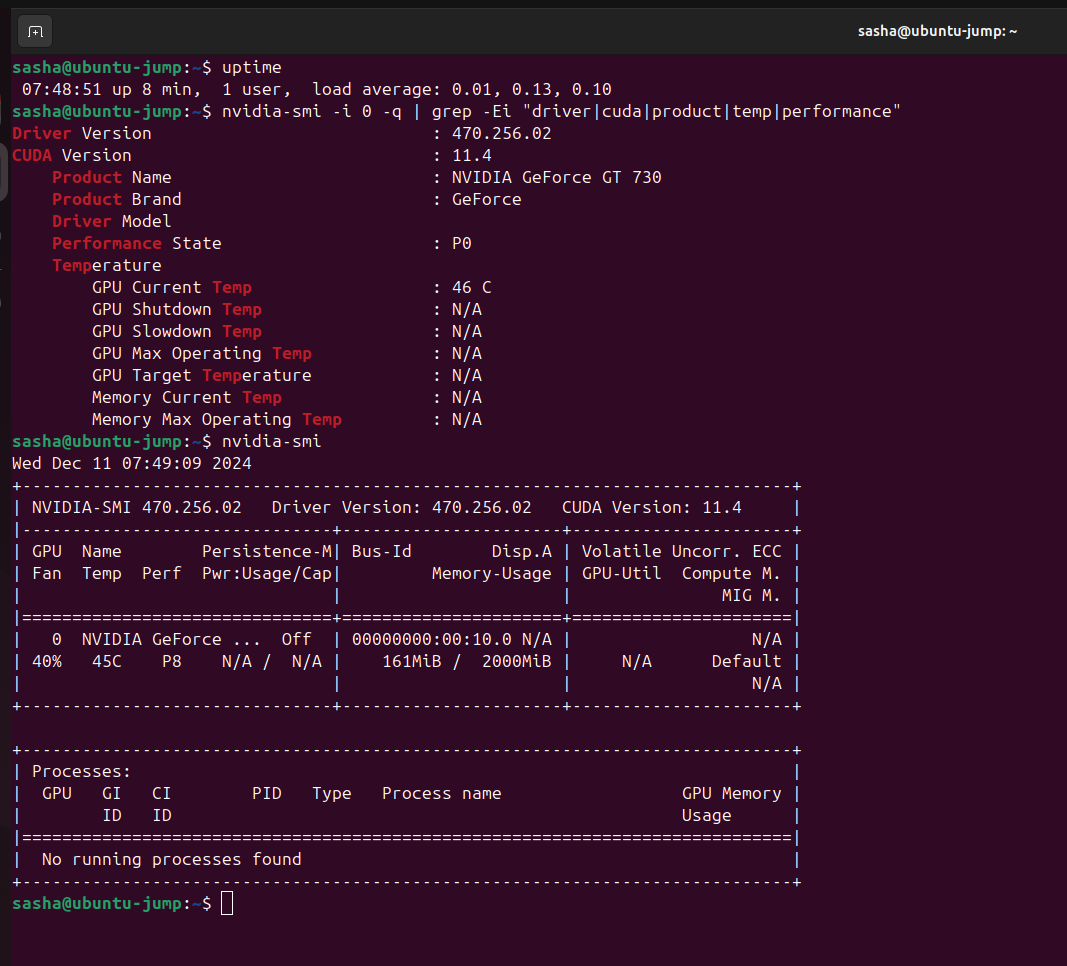 sasha@ubuntu-jump: ~
sasha@ubuntu-jump:~$ uptime
 07:48:51 up 8 min,  1 user,  load average: 0.01, 0.13, 0.10
sasha@ubuntu-jump:~$ nvidia-smi -i 0 -q | grep -Ei "driver|cuda|product|temp|performance"
Driver Version                            : 470.256.02
CUDA Version                              : 11.4
    Product Name                          : NVIDIA GeForce GT 730
    Product Brand                         : GeForce
    Driver Model
    Performance State                     : P0
    Temperature
        GPU Current Temp                  : 46 C
        GPU Shutdown Temp                 : N/A
        GPU Slowdown Temp                 : N/A
        GPU Max Operating Temp            : N/A
        GPU Target Temperature            : N/A
        Memory Current Temp               : N/A
        Memory Max Operating Temp         : N/A
sasha@ubuntu-jump:~$ nvidia-smi
Wed Dec 11 07:49:09 2024
+-----------------------------------------------------------------------------+
| NVIDIA-SMI 470.256.02   Driver Version: 470.256.02   CUDA Version: 11.4     |
|-------------------------------+----------------------+----------------------+
| GPU  Name        Persistence-M| Bus-Id        Disp.A | Volatile Uncorr. ECC |
| Fan  Temp  Perf  Pwr:Usage/Cap|         Memory-Usage | GPU-Util  Compute M. |
|                               |                      |               MIG M. |
|===============================+======================+======================|
|   0  NVIDIA GeForce ...  Off  | 00000000:00:10.0 N/A |                  N/A |
| 40%   45C    P8    N/A /  N/A |    161MiB /  2000MiB |     N/A      Default |
|                               |                      |                  N/A |
+-------------------------------+----------------------+----------------------+

+-----------------------------------------------------------------------------+
| Processes:                                                                  |
|  GPU   GI   CI        PID   Type   Process name                  GPU Memory |
|        ID   ID                                                   Usage      |
|=============================================================================|
|  No running processes found                                                 |
+-----------------------------------------------------------------------------+
sasha@ubuntu-jump:~$